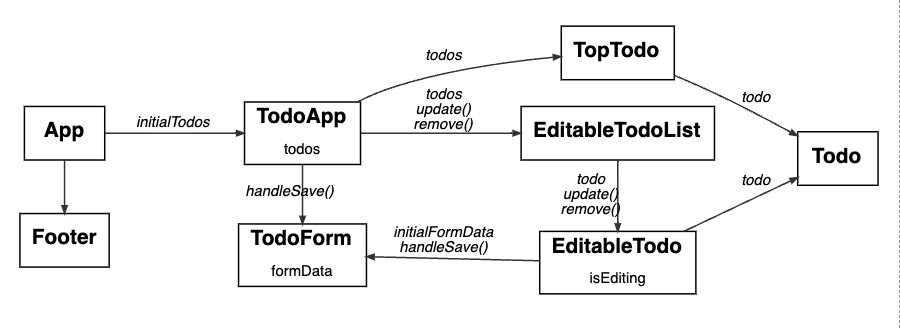 todos
TopTodo
todo
App
initialTodos
TodoApp
todos
todos
update()
remove()
EditableTodoList
Todo
handleSave()
todo
update()
remove()
todo
Footer
TodoForm
formData
initialFormData
handleSave()
EditableTodo
isEditing